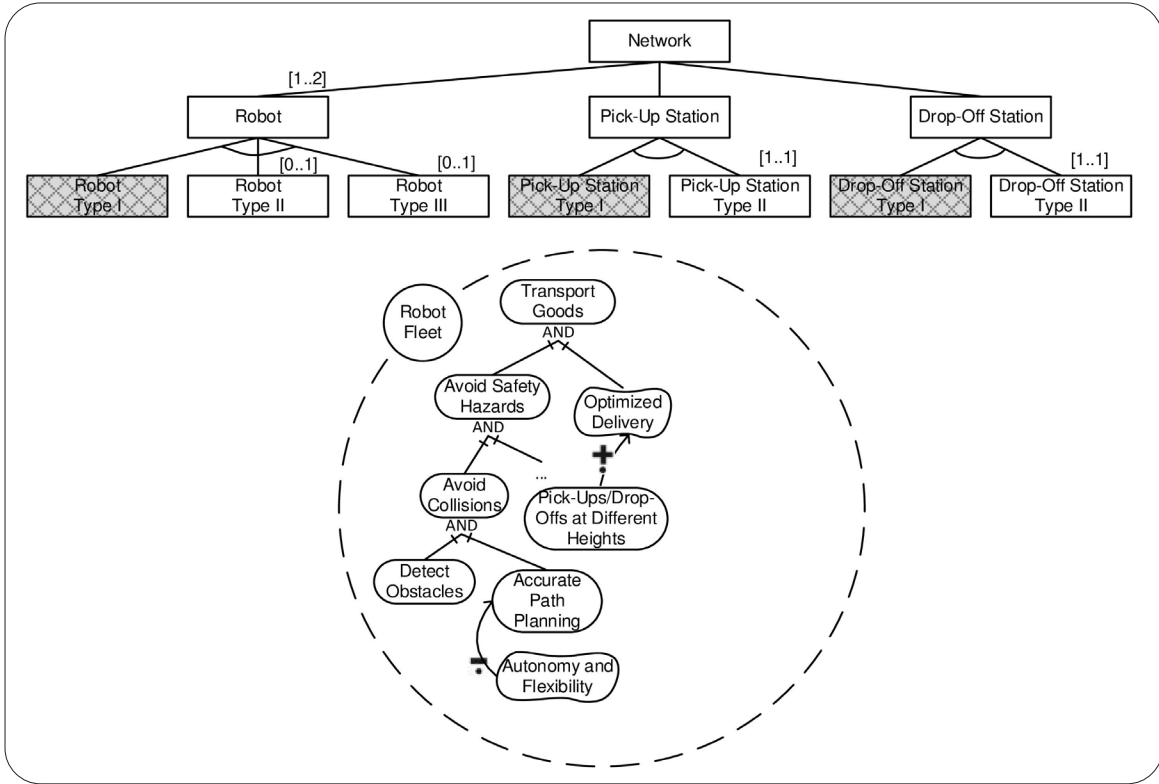 Network
[1..2]
Robot
Pick-Up Station
Drop-Off Station
[0..1]
[0..1]
[1..1]
[1..1]
Robot
Type I
Robot
Type II
Robot
Type III
Pick-Up Station
Type I
Pick-Up Station
Type II
Drop-Off Station
Type I
Drop-Off Station
Type II
Robot
Fleet
Transport
Goods
AND
Avoid Safety
Hazards
AND
Optimized
Delivery
+
Avoid
Collisions
AND
...
Pick-Ups/Drop-
Offs at Different
Heights
Detect
Obstacles
Accurate
Path
Planning
-
Autonomy and
Flexibility